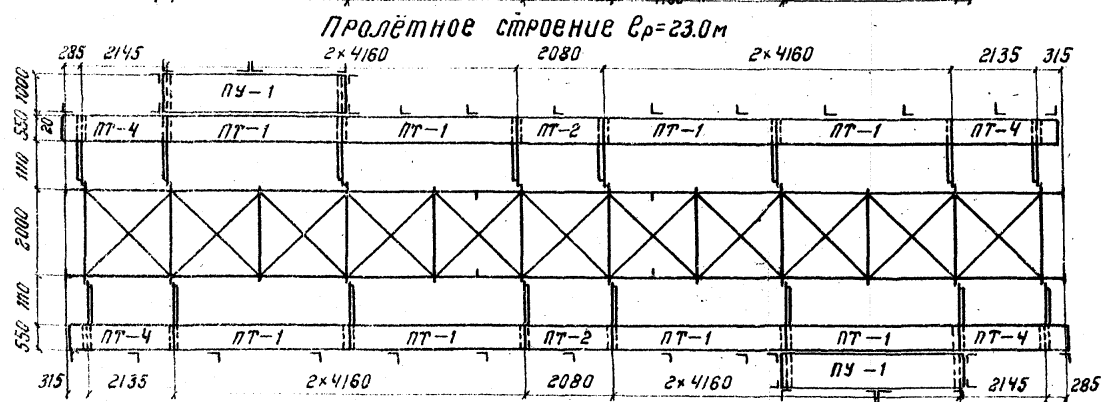 Пролётное строение ℓр=23.0м
285 2145 2×4160 2080 2×4160 2135 315
1000
ПУ-1
550
20
ПТ-4 ПТ-1 ПТ-1 ПТ-2 ПТ-1 ПТ-1 ПТ-4
1110
2000
1110
550
ПТ-4 ПТ-1 ПТ-1 ПТ-2 ПТ-1 ПТ-1 ПТ-4
ПУ-1
315 2135 2×4160 2080 2×4160 2145 285